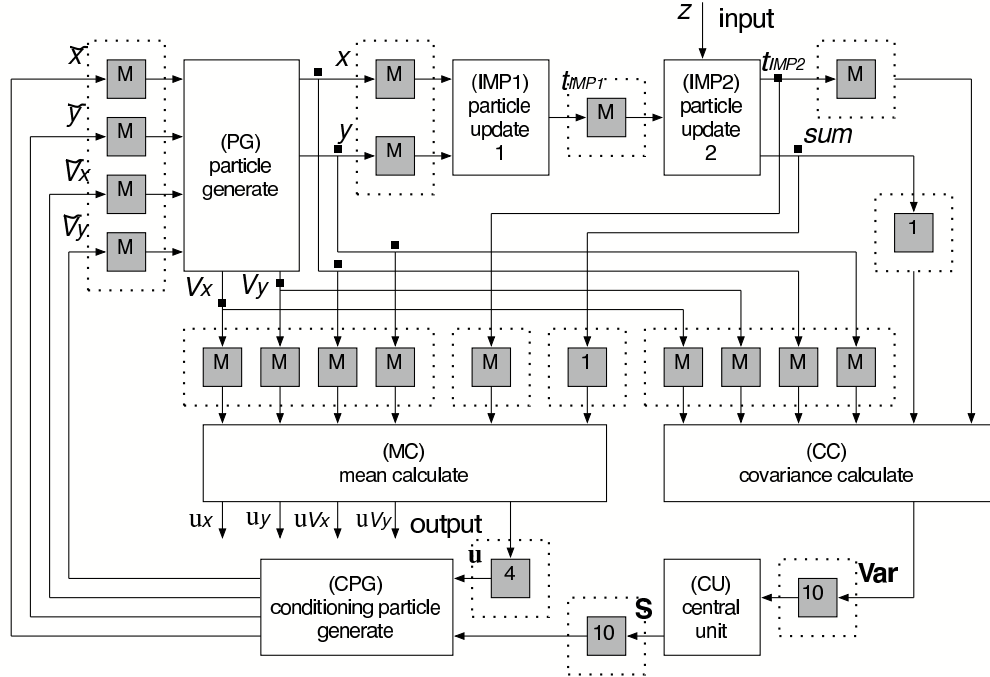 z input
x̆ M
x M
(IMP1)
particle
update
1
tIMP1
M
(IMP2)
particle
update
2
tIMP2
M
y̆ M
(PG)
particle
generate
y M
sum
V̆x M
V̆y M
1
Vx Vy
M M M M M 1 M M M M
(MC)
mean calculate
(CC)
covariance calculate
ux uy uVx uVy output
u
4
(CPG)
conditioning particle
generate
S
10
(CU)
central
unit
10
Var